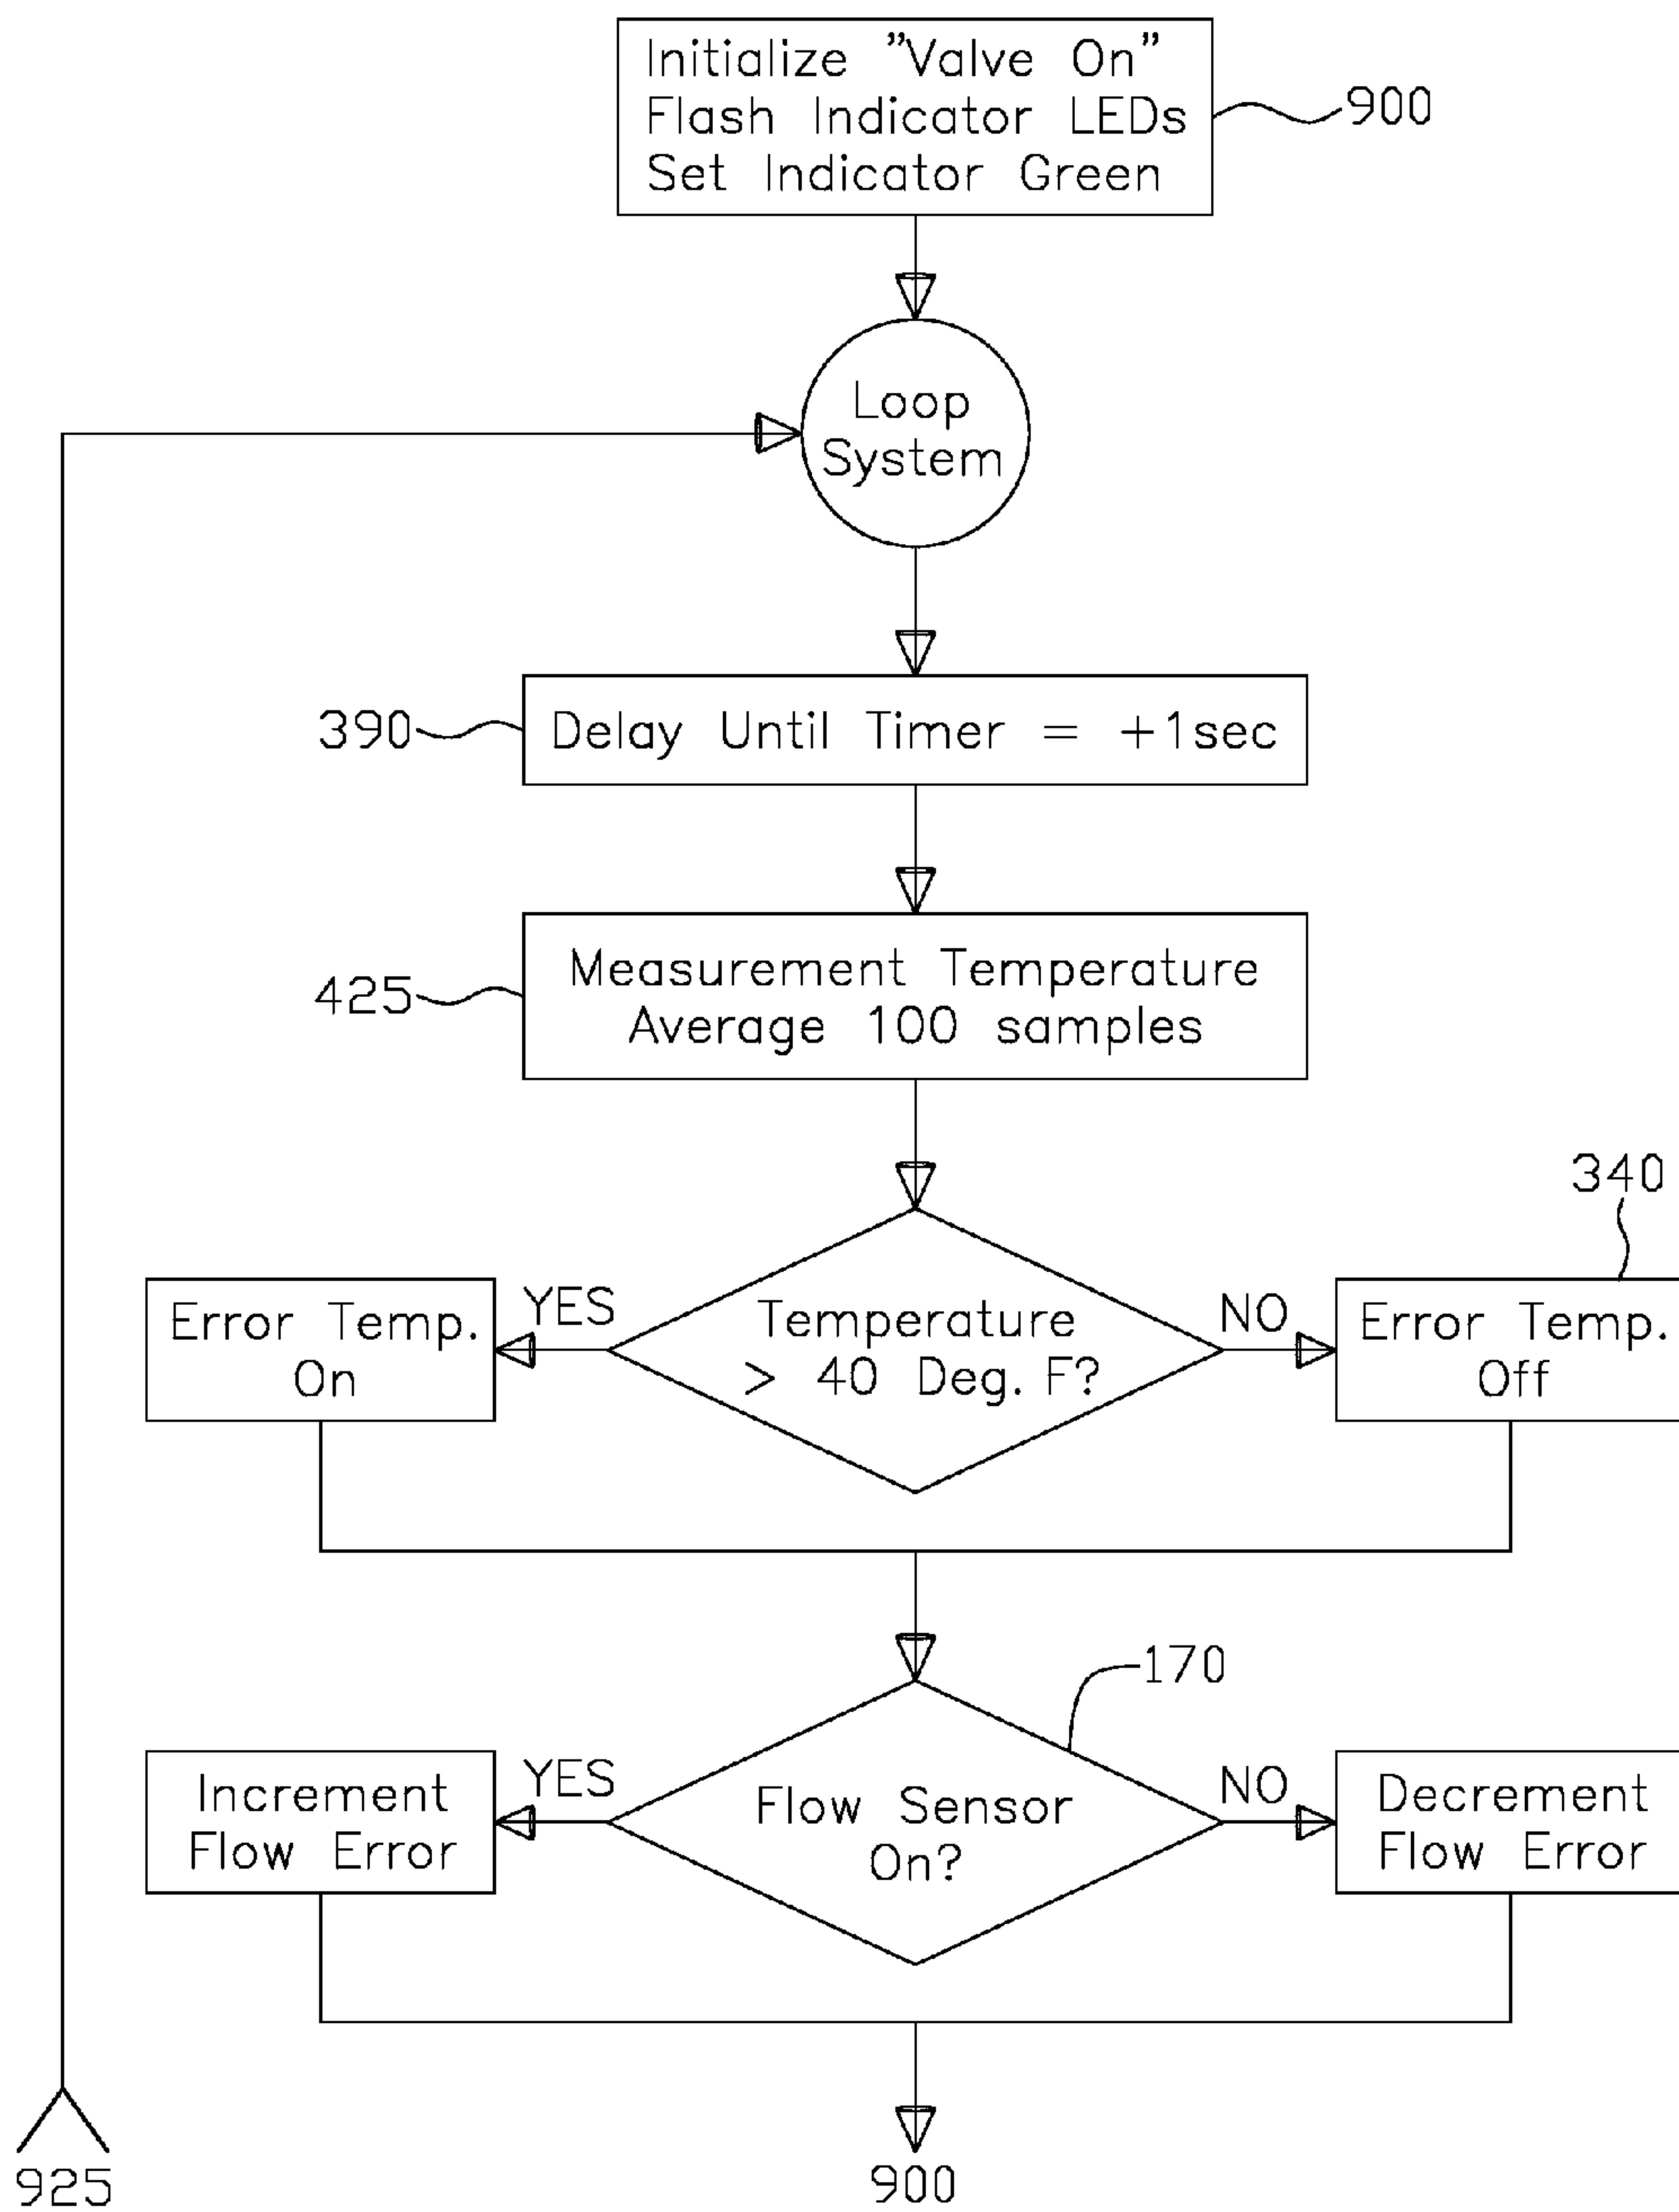 Initialize "Valve On"
Flash Indicator LEDs
Set Indicator Green
900
Loop
System
390
Delay Until Timer = +1sec
425
Measurement Temperature
Average 100 samples
340
Error Temp.
On
YES
Temperature
> 40 Deg. F?
NO
Error Temp.
Off
170
Increment
Flow Error
YES
Flow Sensor
On?
NO
Decrement
Flow Error
925
900